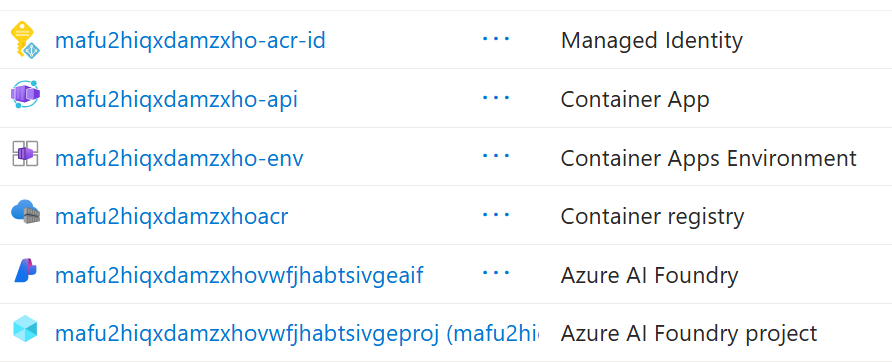 mafu2hiqxdamzxho-acr-id ... Managed Identity
mafu2hiqxdamzxho-api ... Container App
mafu2hiqxdamzxho-env ... Container Apps Environment
mafu2hiqxdamzxhoacr ... Container registry
mafu2hiqxdamzxhovwfjhabtsivgeaif ... Azure AI Foundry
mafu2hiqxdamzxhovwfjhabtsivgeproj (mafu2hi Azure AI Foundry project